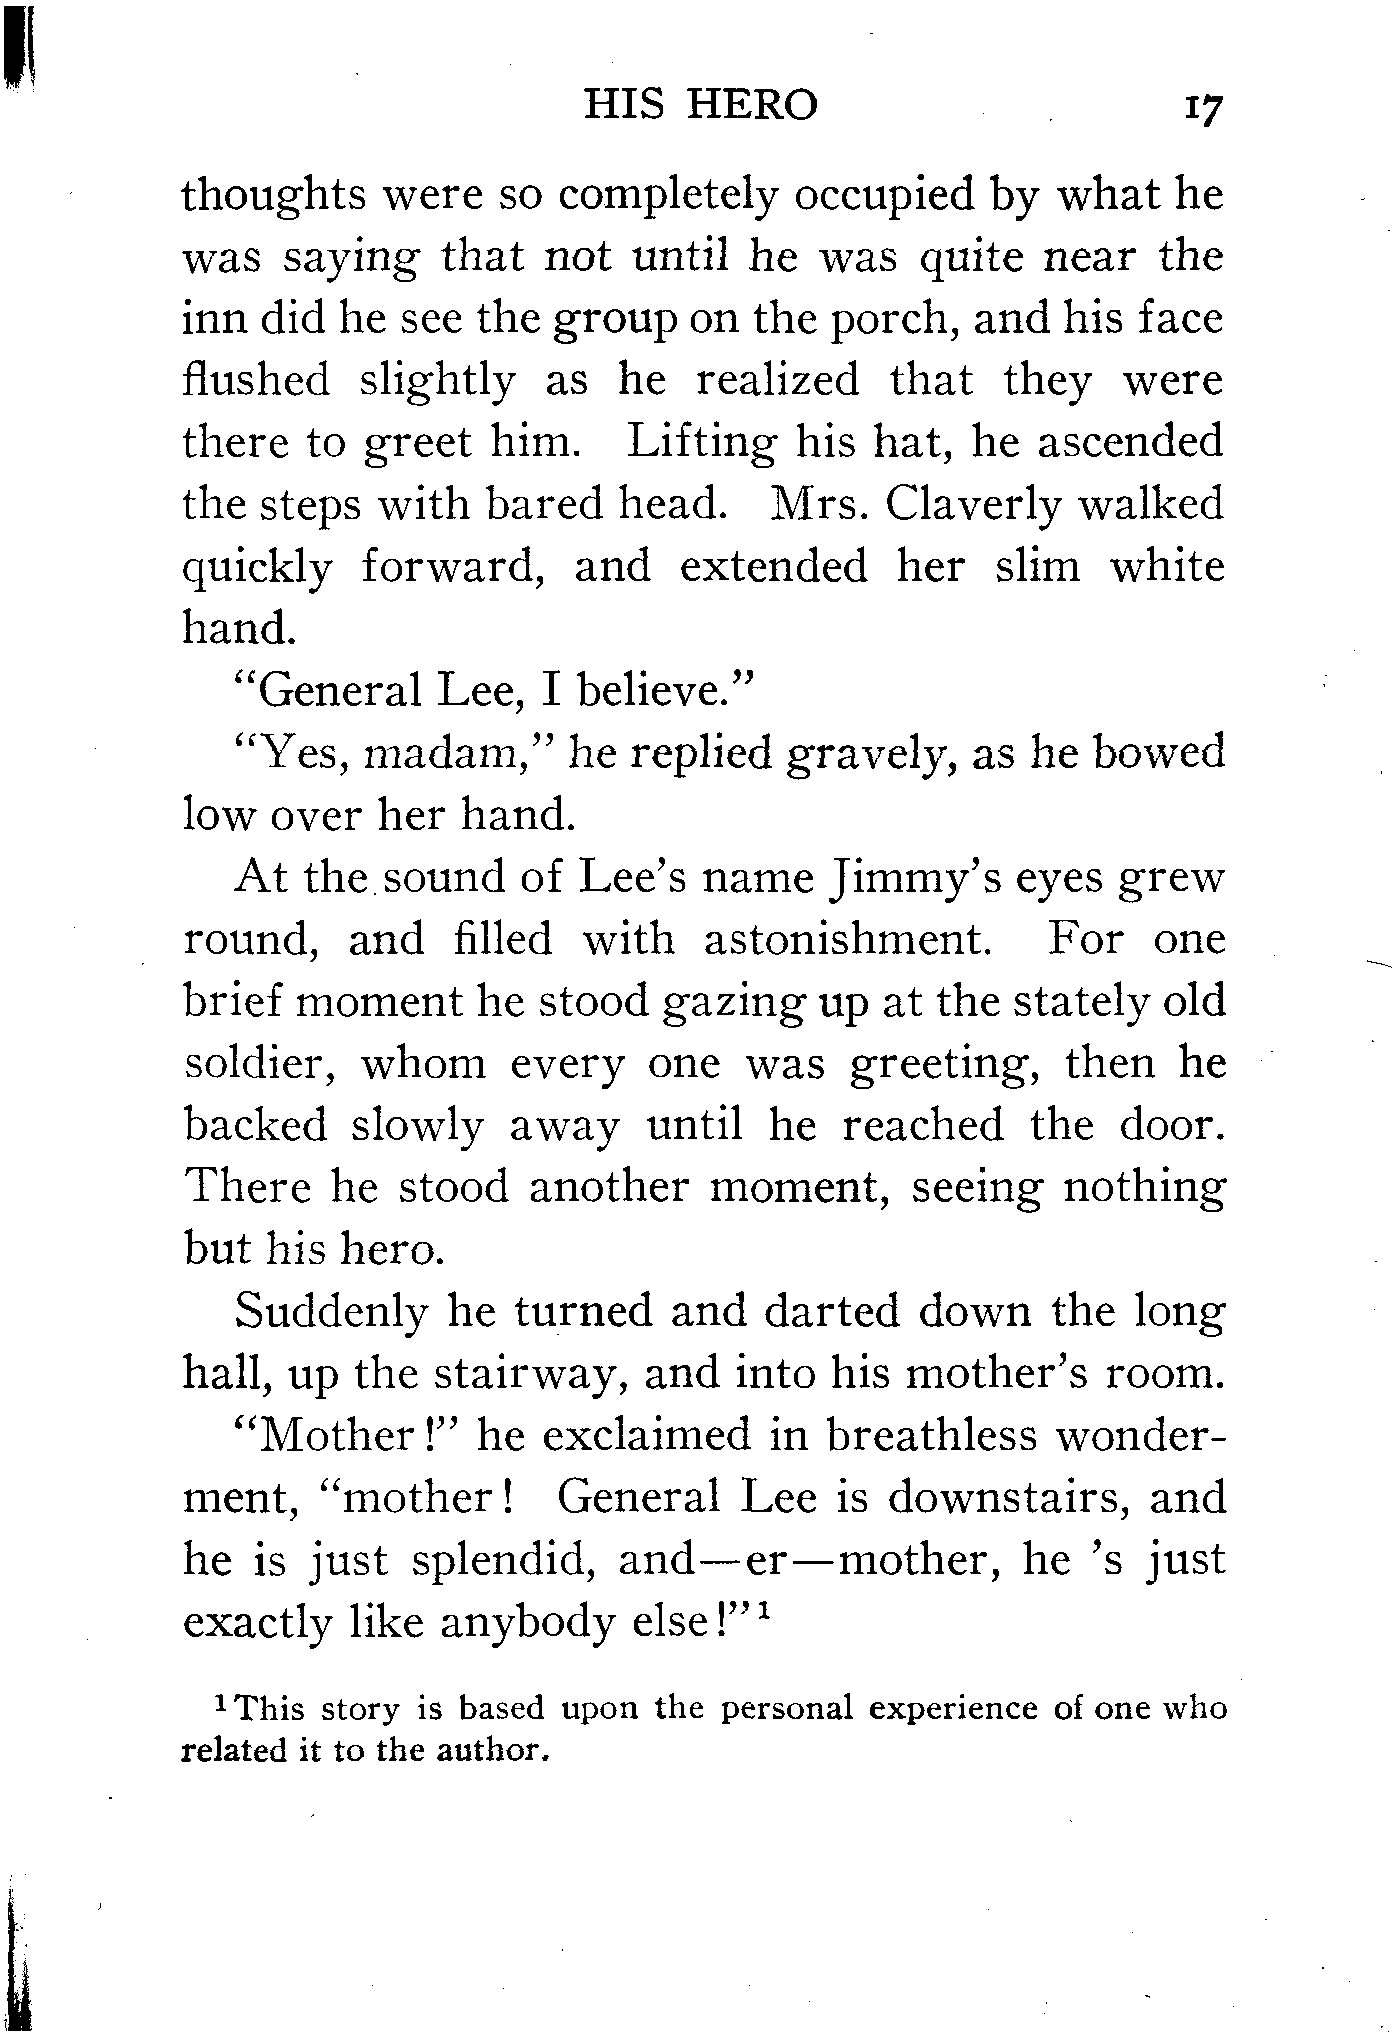 HIS HERO 17
thoughts were so completely occupied by what he
was saying that not until he was quite near the
inn did he see the group on the porch, and his face
flushed slightly as he realized that they were
there to greet him. Lifting his hat, he ascended
the steps with bared head. Mrs. Claverly walked
quickly forward, and extended her slim white
hand.
“General Lee, I believe.”
“Yes, madam,” he replied gravely, as he bowed
low over her hand.
At the sound of Lee’s name Jimmy’s eyes grew
round, and filled with astonishment. For one
brief moment he stood gazing up at the stately old
soldier, whom every one was greeting, then he
backed slowly away until he reached the door.
There he stood another moment, seeing nothing
but his hero.
Suddenly he turned and darted down the long
hall, up the stairway, and into his mother’s room.
“Mother!” he exclaimed in breathless wonder-
ment, “mother! General Lee is downstairs, and
he is just splendid, and—er—mother, he ’s just
exactly like anybody else!”¹
¹This story is based upon the personal experience of one who
related it to the author.